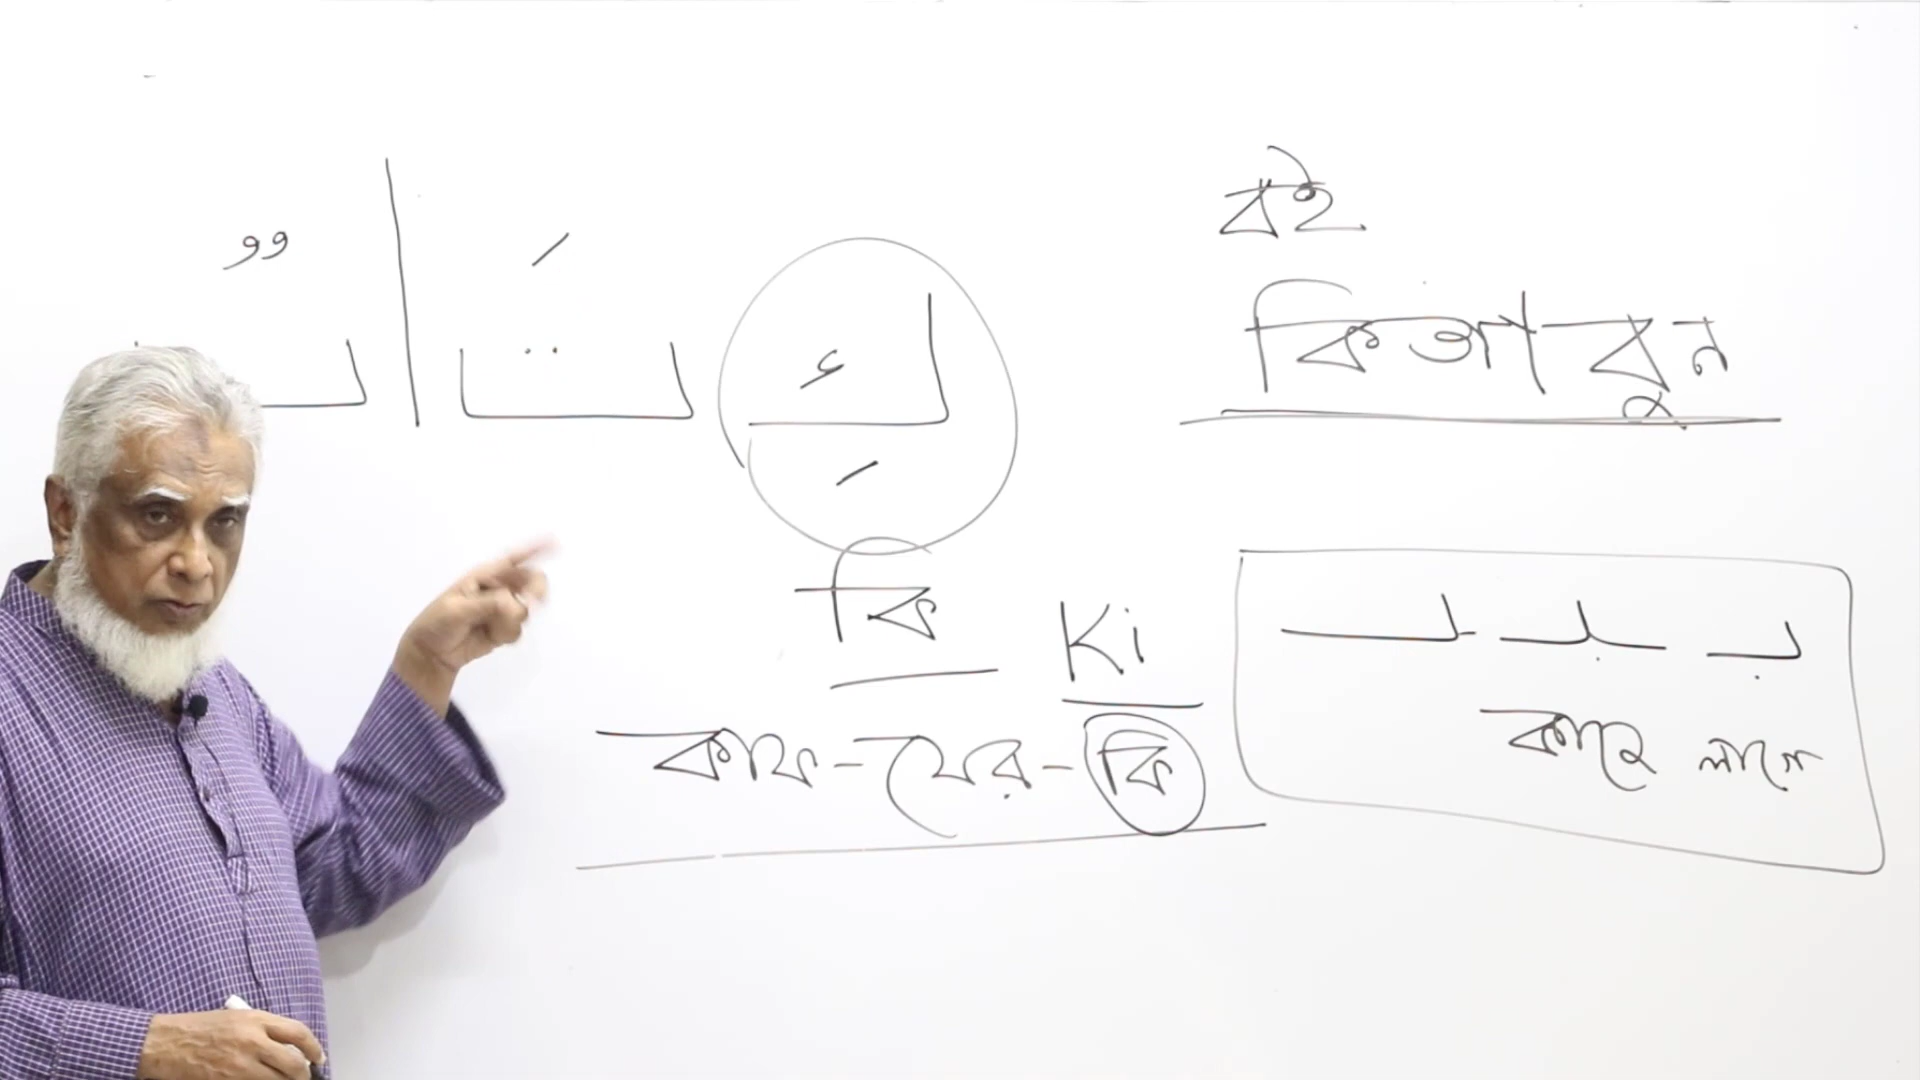 বই
কিতাবুন
كِ تَ ا بٌ
কি
Ki
কাফ-যের-কি
ب ب ب
কাজে লাগে